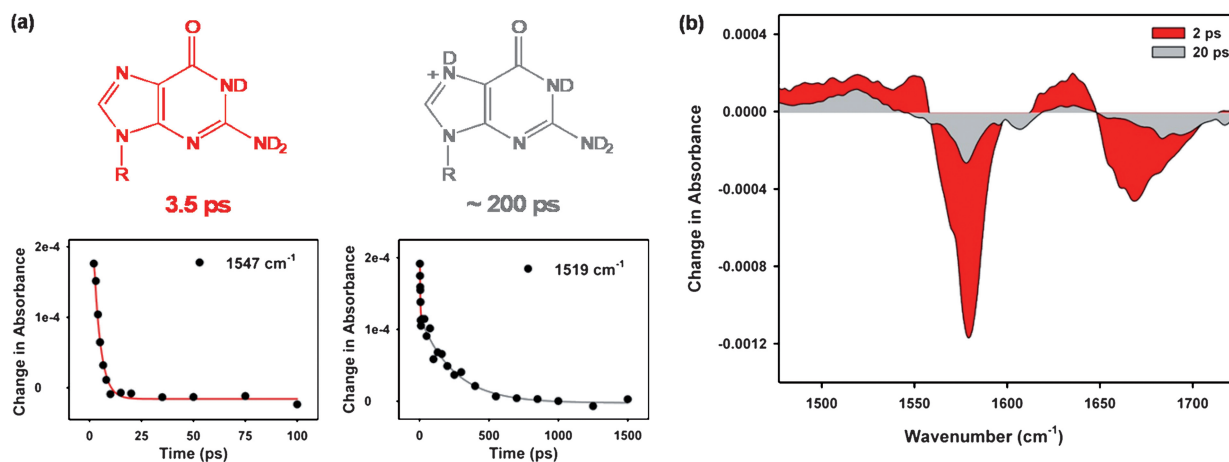 (a)
O
N
ND
N
N
ND₂
R
3.5 ps
O
D
+N
ND
N
N
ND₂
R
~ 200 ps
Change in Absorbance
2e-4
1e-4
0
1547 cm⁻¹
0 25 50 75 100
Time (ps)
Change in Absorbance
2e-4
1e-4
0
1519 cm⁻¹
0 500 1000 1500
Time (ps)
(b)
Change in Absorbance
0.0004
0.0000
-0.0004
-0.0008
-0.0012
2 ps
20 ps
1500 1550 1600 1650 1700
Wavenumber (cm⁻¹)